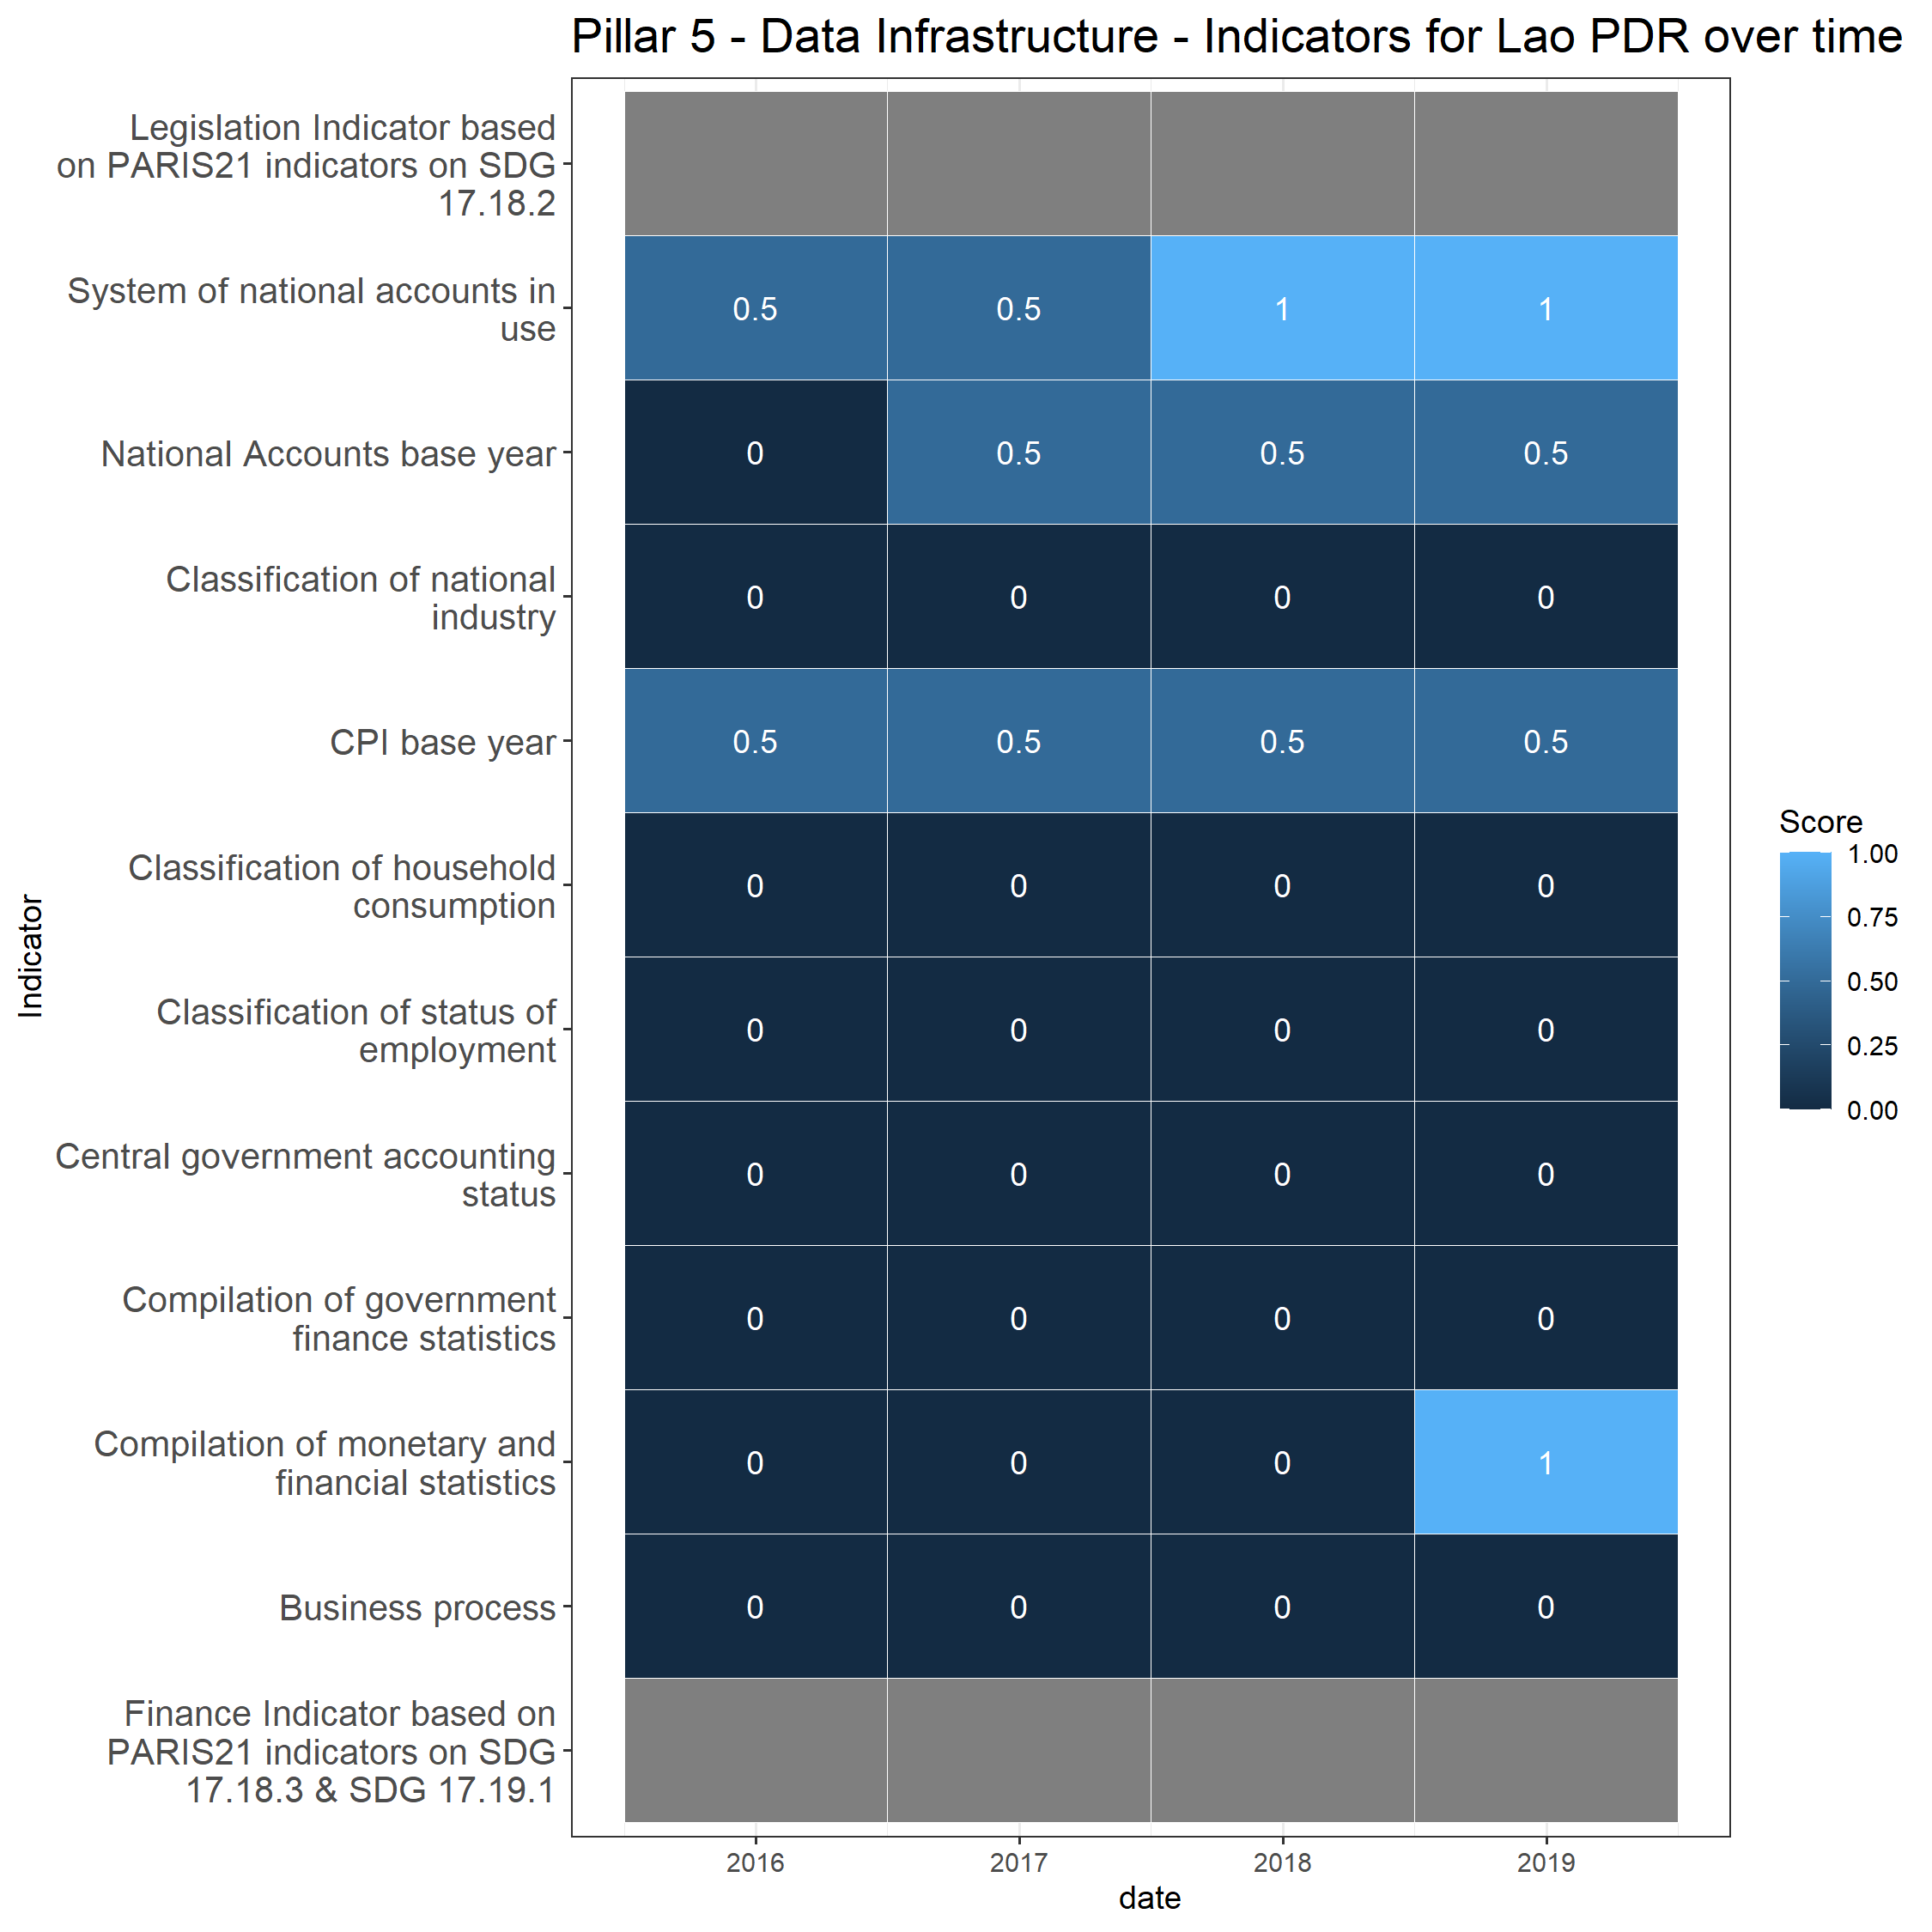 Pillar 5 - Data Infrastructure - Indicators for Lao PDR over time
Legislation Indicator based
on PARIS21 indicators on SDG
17.18.2
System of national accounts in
use
0.5 0.5 1 1
National Accounts base year
0 0.5 0.5 0.5
Classification of national
industry
0 0 0 0
CPI base year
0.5 0.5 0.5 0.5
Classification of household
consumption
0 0 0 0
Classification of status of
employment
0 0 0 0
Central government accounting
status
0 0 0 0
Compilation of government
finance statistics
0 0 0 0
Compilation of monetary and
financial statistics
0 0 0 1
Business process
0 0 0 0
Finance Indicator based on
PARIS21 indicators on SDG
17.18.3 & SDG 17.19.1
Indicator
2016 2017 2018 2019
date
Score
1.00
0.75
0.50
0.25
0.00